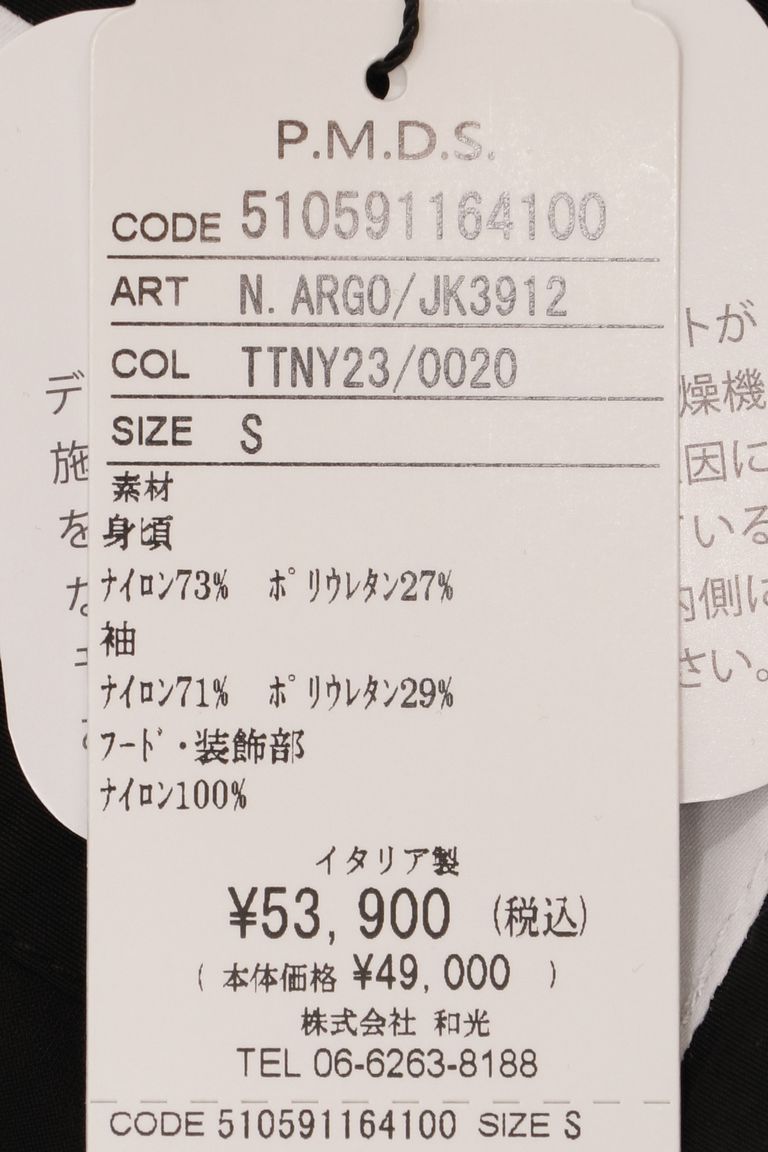 P.M.D.S.
CODE 510591164100
ART N. ARGO/JK3912
COL TTNY23/0020
SIZE S
素材
身頃
ナイロン73% ポリウレタン27%
袖
ナイロン71% ポリウレタン29%
フード・装飾部
ナイロン100%
イタリア製
¥53,900 (税込)
( 本体価格 ¥49,000 )
株式会社 和光
TEL 06-6263-8188
CODE 510591164100 SIZE S
デ
施
を
な
トが
燥機
因に
いる
内側に
さい。